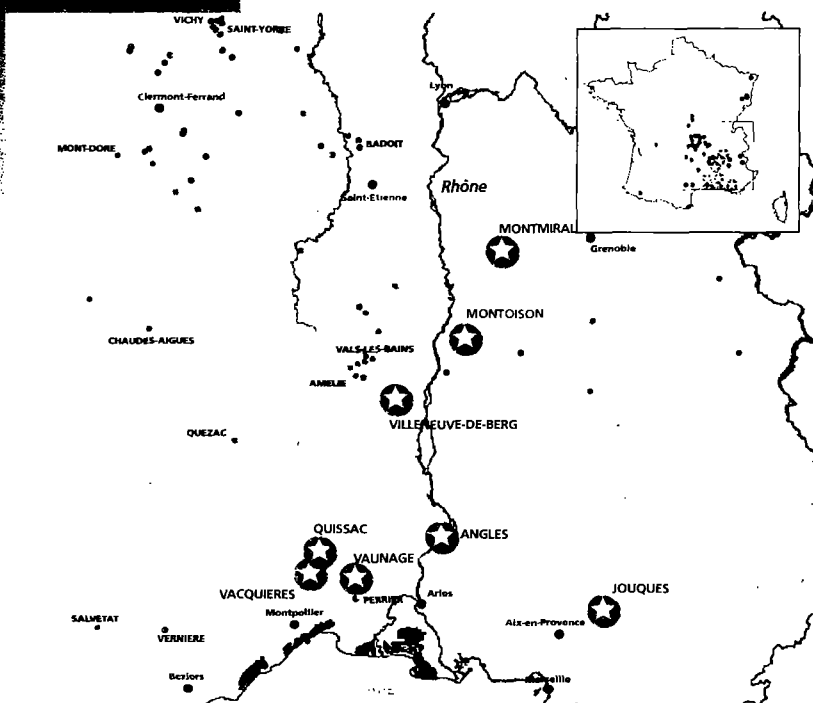 VICHY
SAINT-YORRE
Lyon
Clermont-Ferrand
BADOIT
MONT-DORE
Rhône
Saint-Etienne
MONTMIRAL
Grenoble
MONTOISON
CHAUDES-AIGUES
VALS-LES-BAINS
AMELIE
VILLENEUVE-DE-BERG
QUEZAC
QUISSAC
ANGLES
VAUNAGE
JOUQUES
VACQUIERES
PERRIER
Arles
Montpellier
SALVETAT
Aix-en-Provence
VERNIERE
Beziers
Marseille